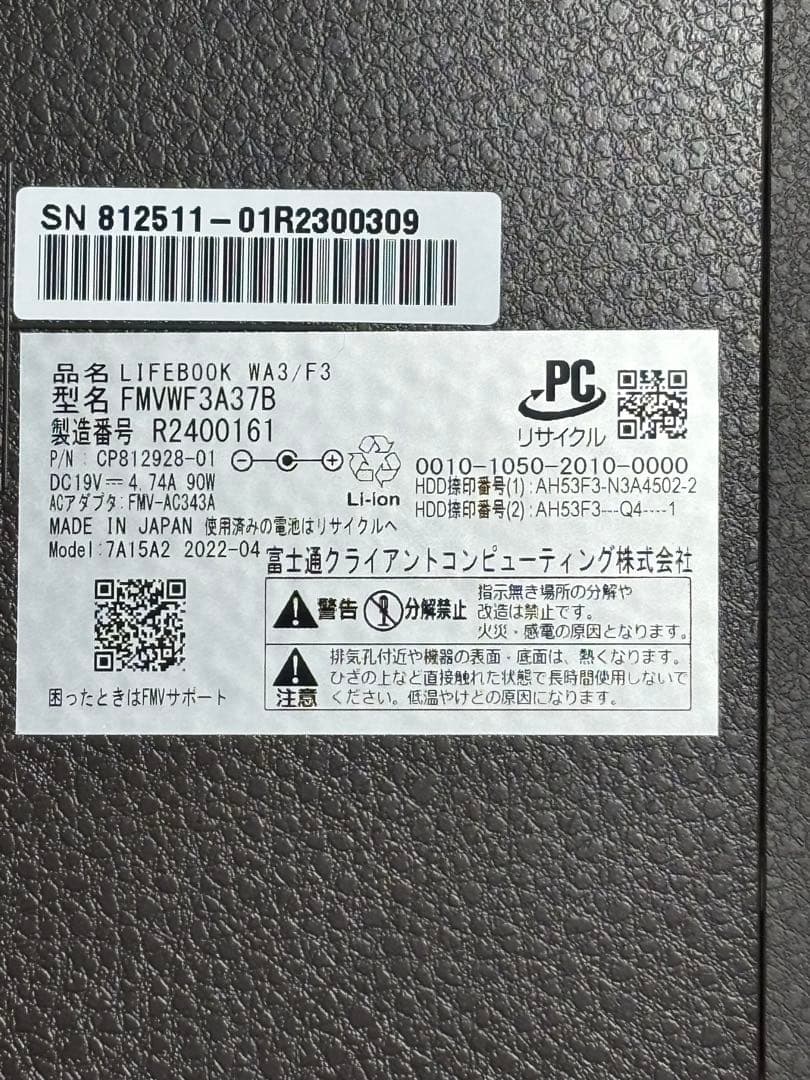 SN 812511-01R2300309
品名 LIFEBOOK WA3/F3
型名 FMVWF3A37B
製造番号 R2400161
P/N : CP812928-01
DC19V⎓ 4.74A 90W
ACアダプタ:FMV-AC343A
MADE IN JAPAN 使用済みの電池はリサイクルへ
Model:7A15A2 2022-04
Li-ion
PC
リサイクル
0010-1050-2010-0000
HDD捺印番号(1):AH53F3-N3A4502-2
HDD捺印番号(2):AH53F3---Q4----1
富士通クライアントコンピューティング株式会社
警告 分解禁止
指示無き場所の分解や
改造は禁止です。
火災・感電の原因となります。
注意
排気孔付近や機器の表面・底面は、熱くなります。
ひざの上など直接触れた状態で長時間使用しないで
ください。低温やけどの原因になります。
困ったときはFMVサポート